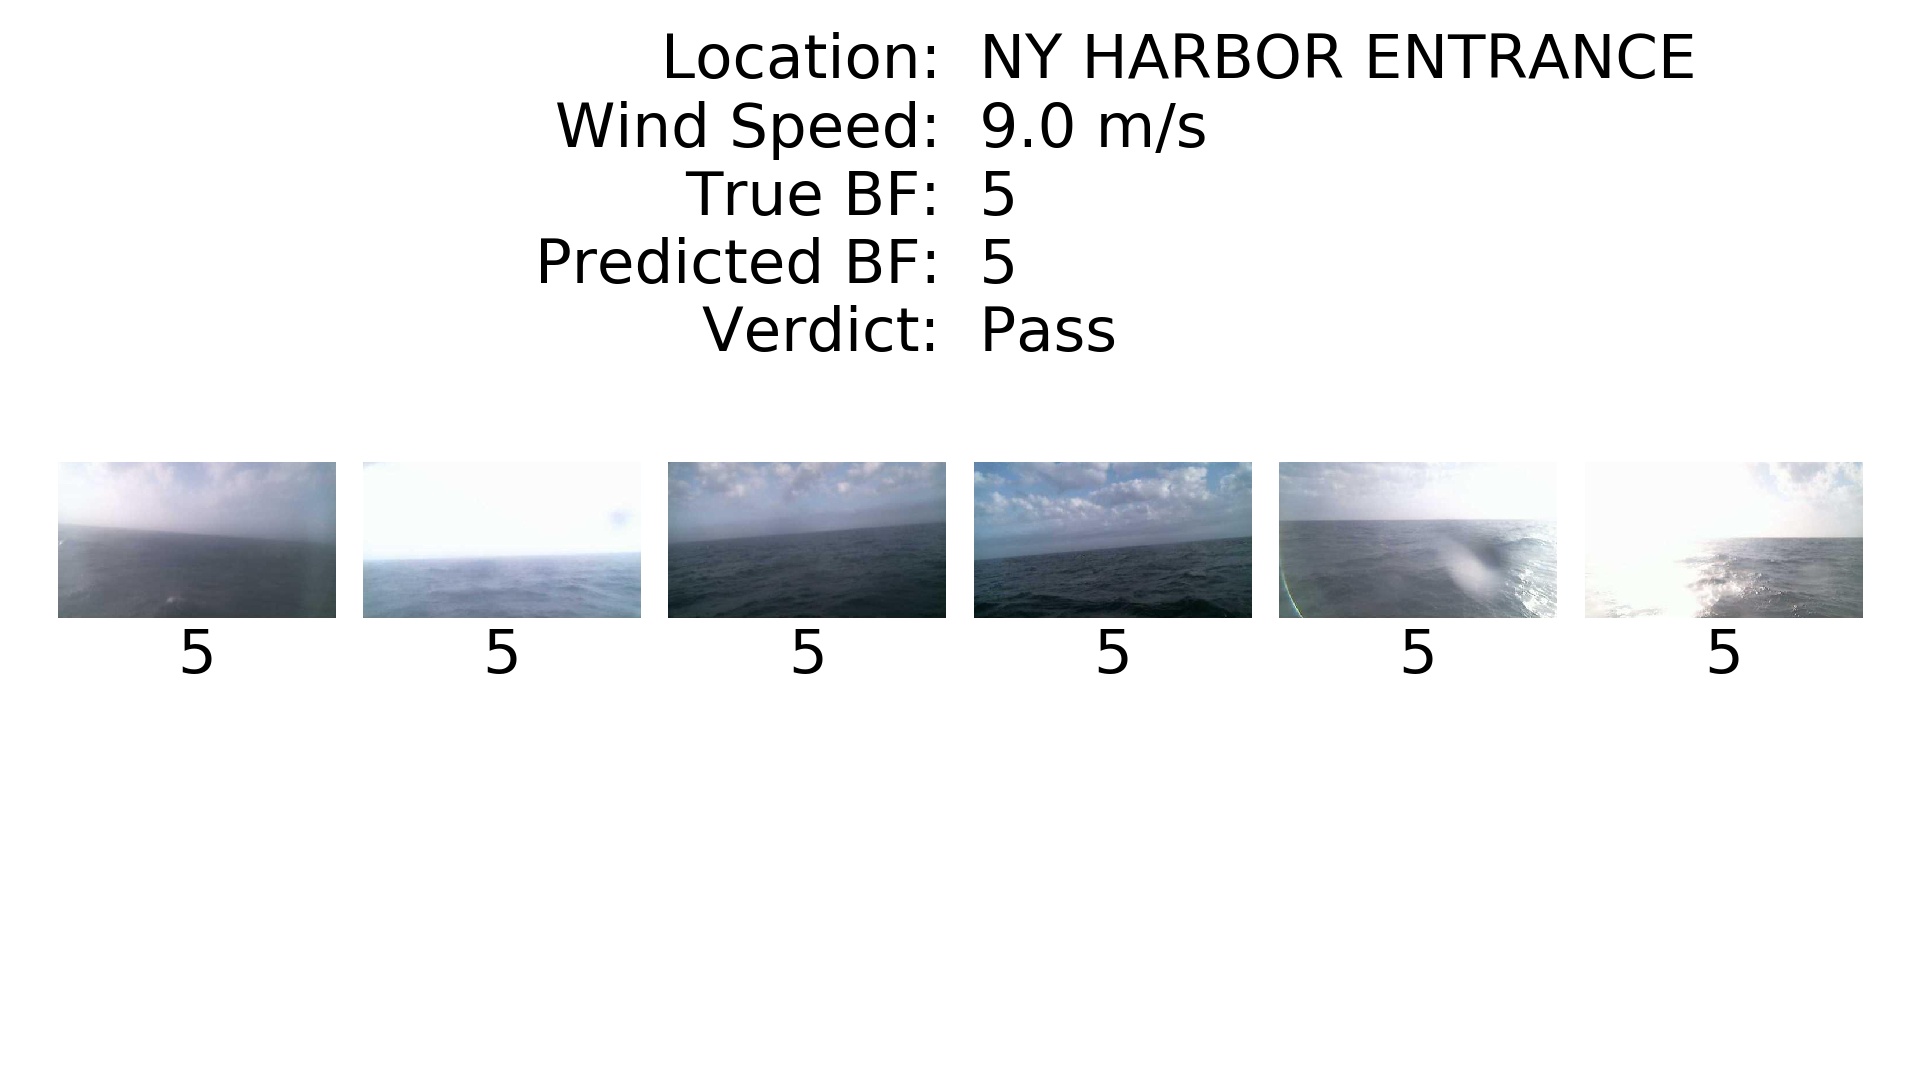 Location: NY HARBOR ENTRANCE
Wind Speed: 9.0 m/s
True BF: 5
Predicted BF: 5
Verdict: Pass
5 5 5 5 5 5